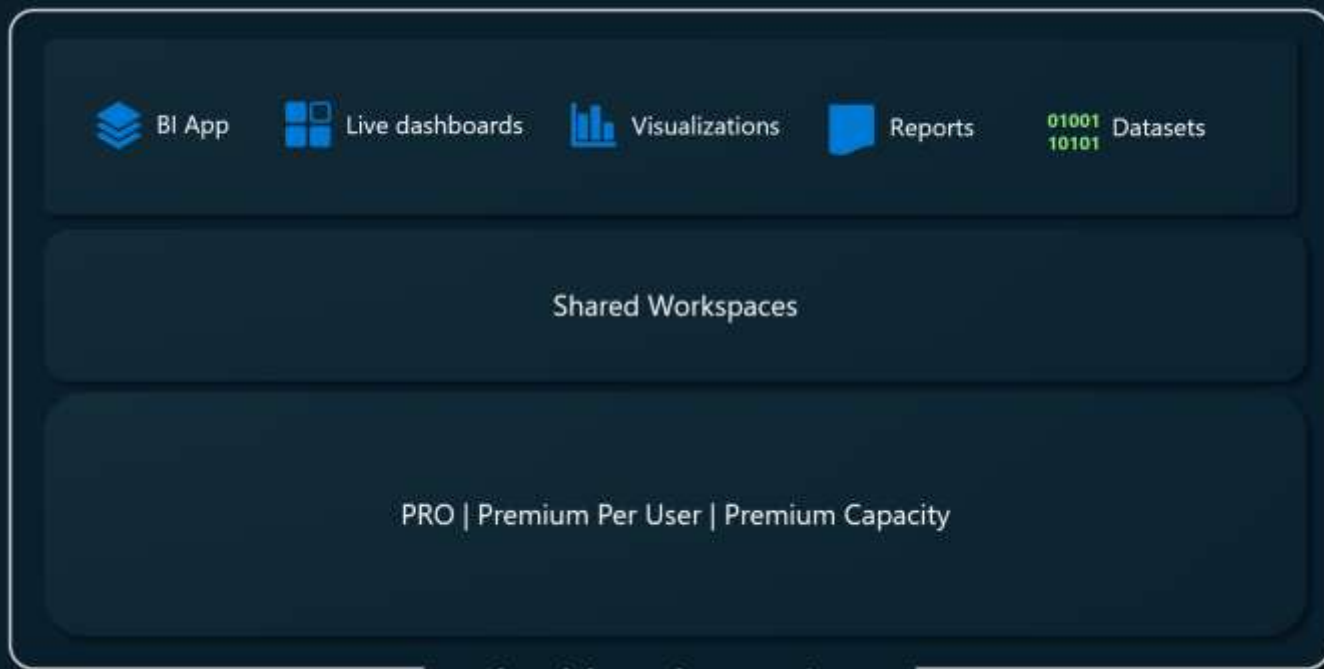 BI App
Live dashboards
Visualizations
Reports
01001
10101
Datasets
Shared Workspaces
PRO | Premium Per User | Premium Capacity